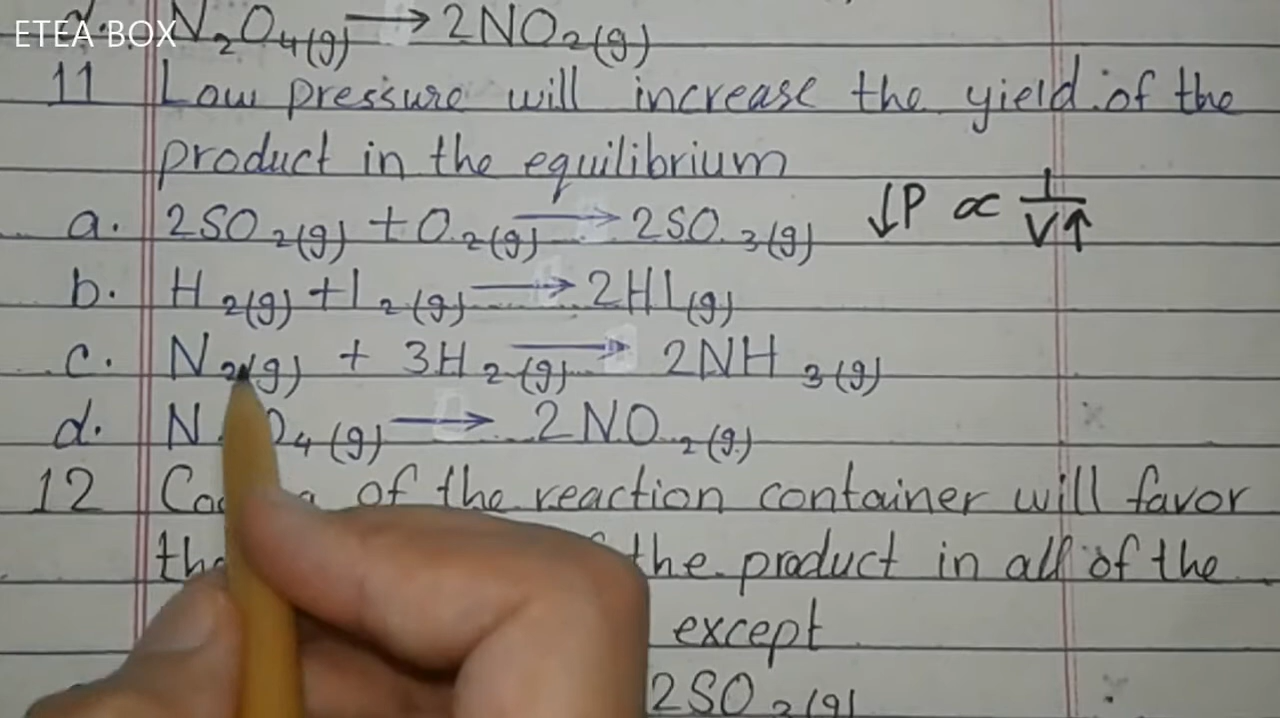 ETEA BOX
d. N₂O₄(g) → 2NO₂(g)
11 Low pressure will increase the yield of the
product in the equilibrium
a. 2SO₂(g) + O₂(g) → 2SO₃(g) ↓P ∝ 1/V↑
b. H₂(g) + I₂(g) → 2HI(g)
c. N₂(g) + 3H₂(g) → 2NH₃(g)
d. N O₄(g) → 2NO₂(g)
12 of the reaction container will favor
the product in all of the
except
2SO₂(g)